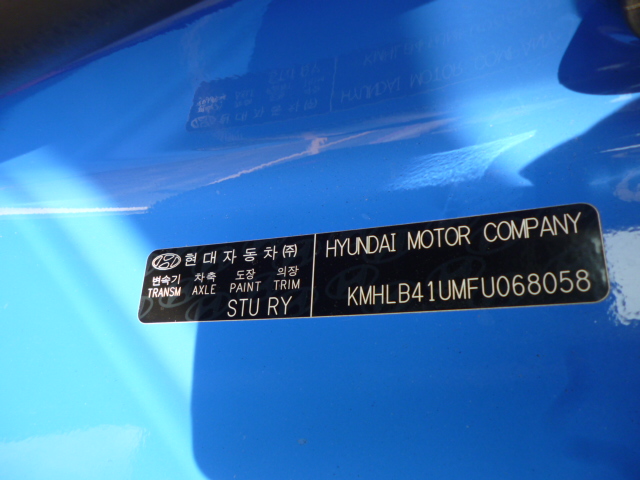 현대자동차㈜
변속기 차축 도장 의장
TRANSM AXLE PAINT TRIM
STU RY
HYUNDAI MOTOR COMPANY
KMHLB41UMFU068058